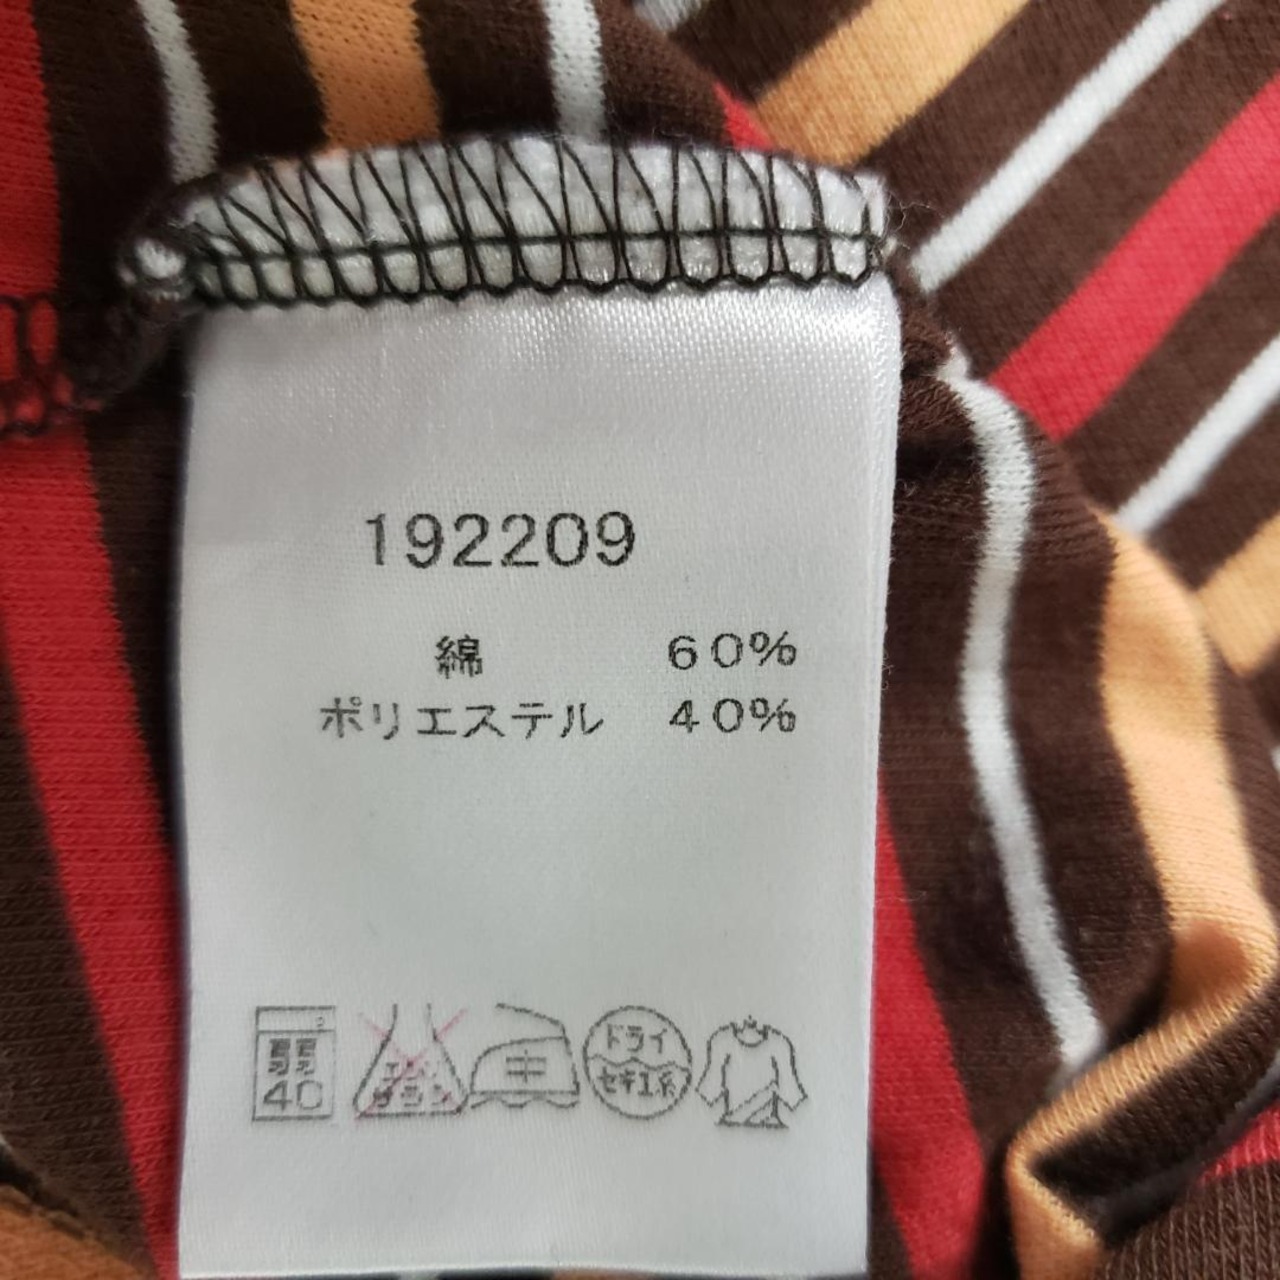 192209
綿 60%
ポリエステル 40%
弱 40 エンソサラシ 中 ドライ セキユ系